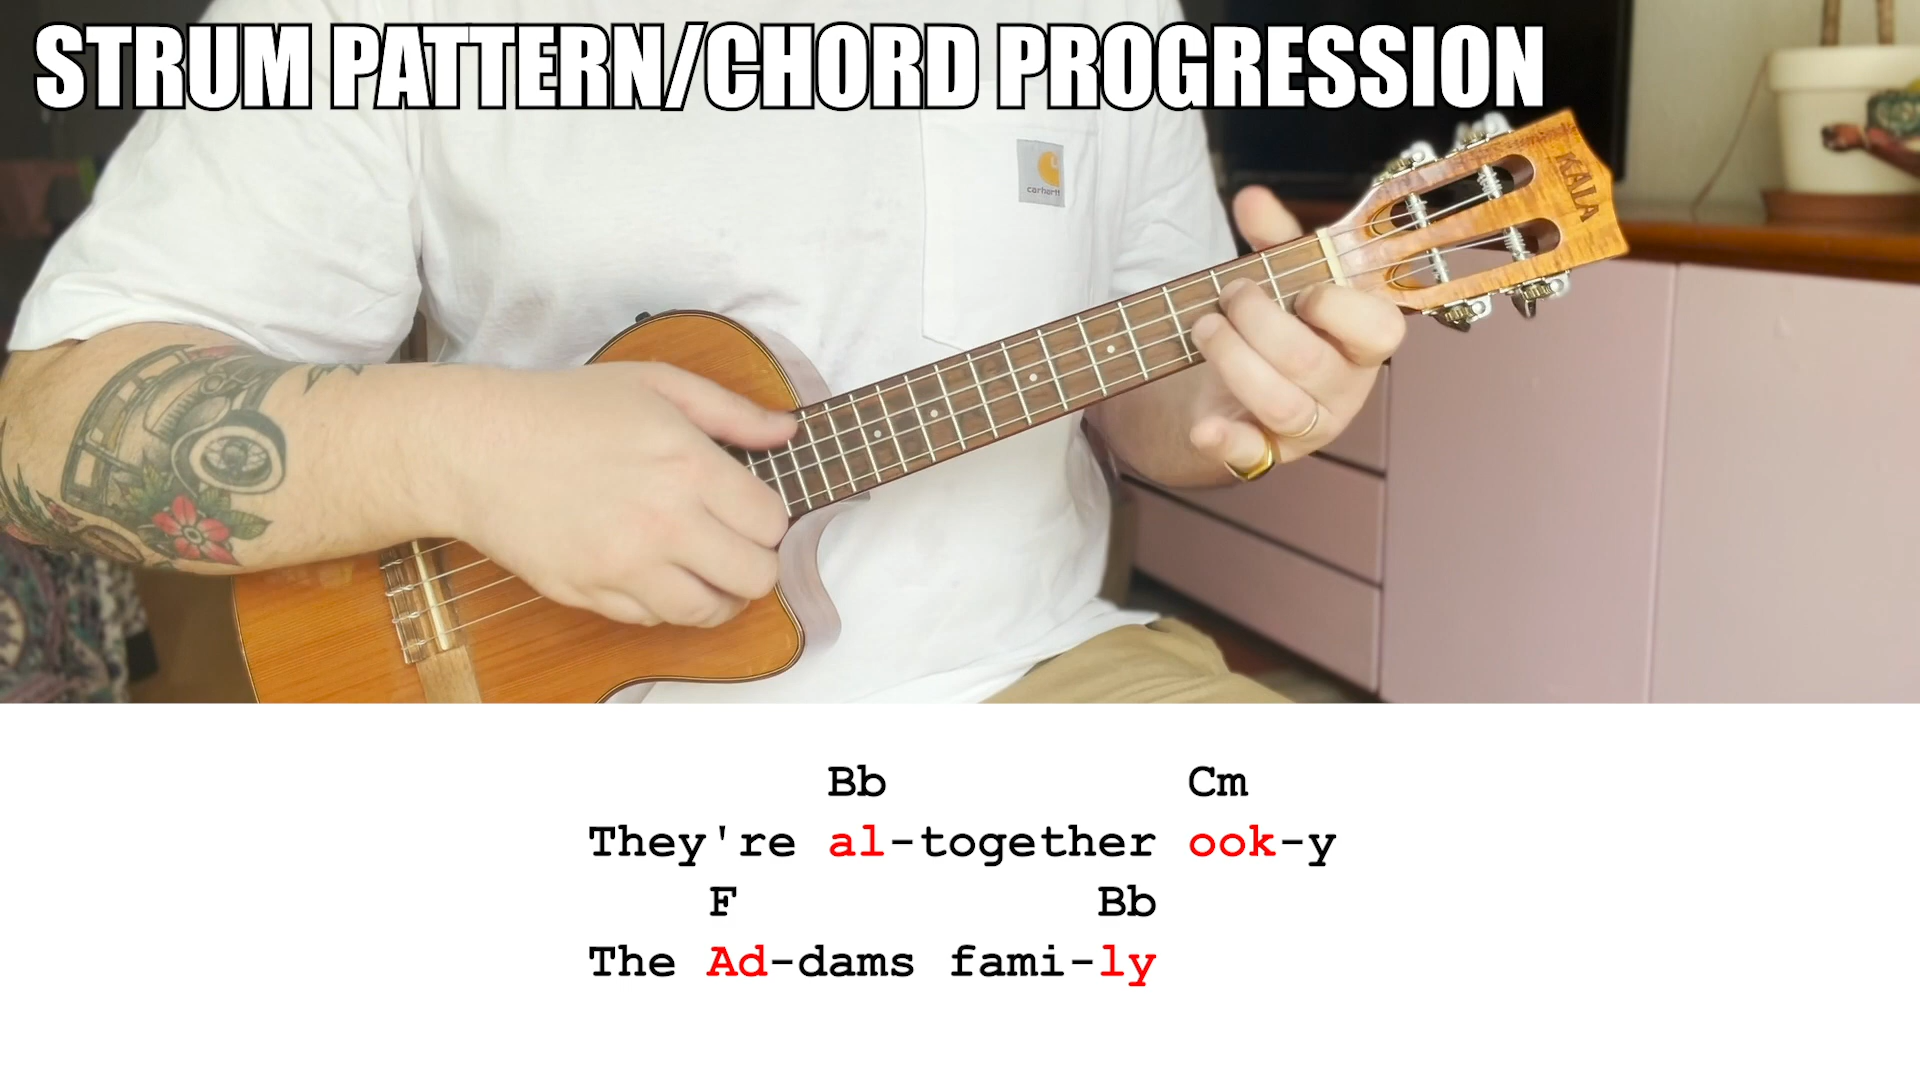 STRUM PATTERN/CHORD PROGRESSION
carhartt
KALA
Bb Cm
They're al-together ook-y
F Bb
The Ad-dams fami-ly